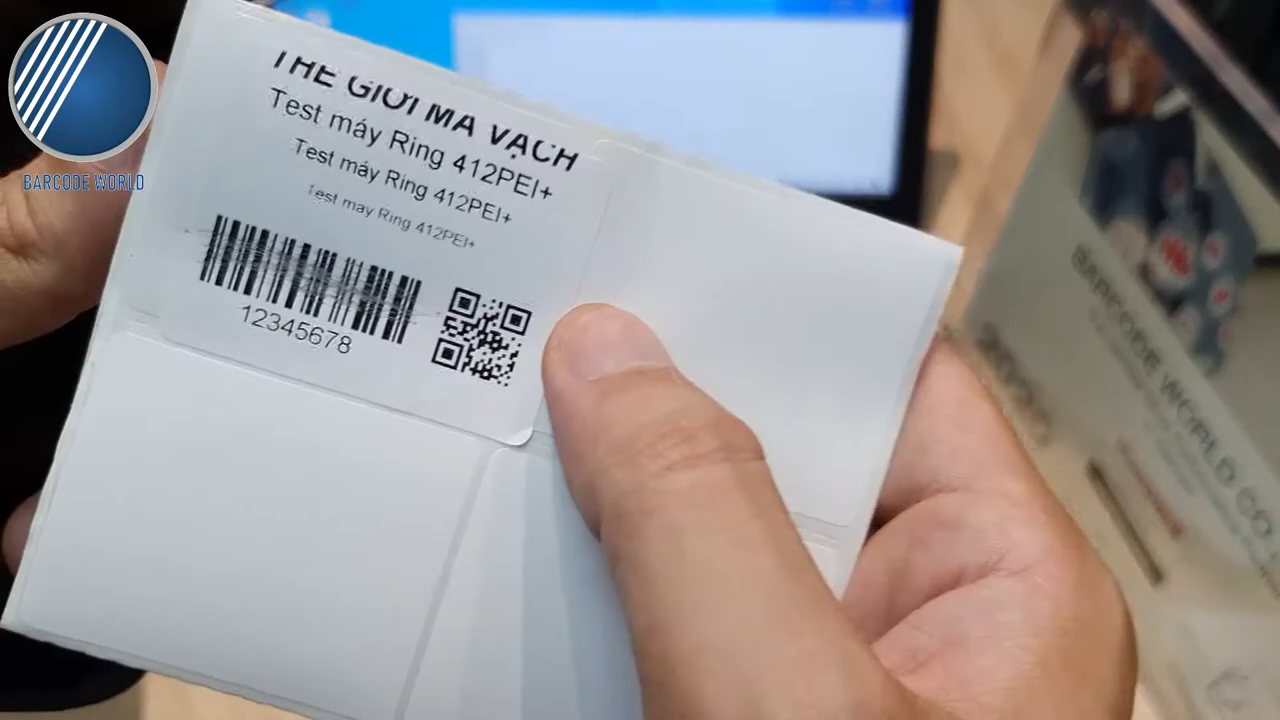 BARCODE WORLD
THẾ GIỚI MÃ VẠCH
Test máy Ring 412PEI+
Test máy Ring 412PEI+
Test máy Ring 412PEI+
12345678
BARCODE WORLD CO.